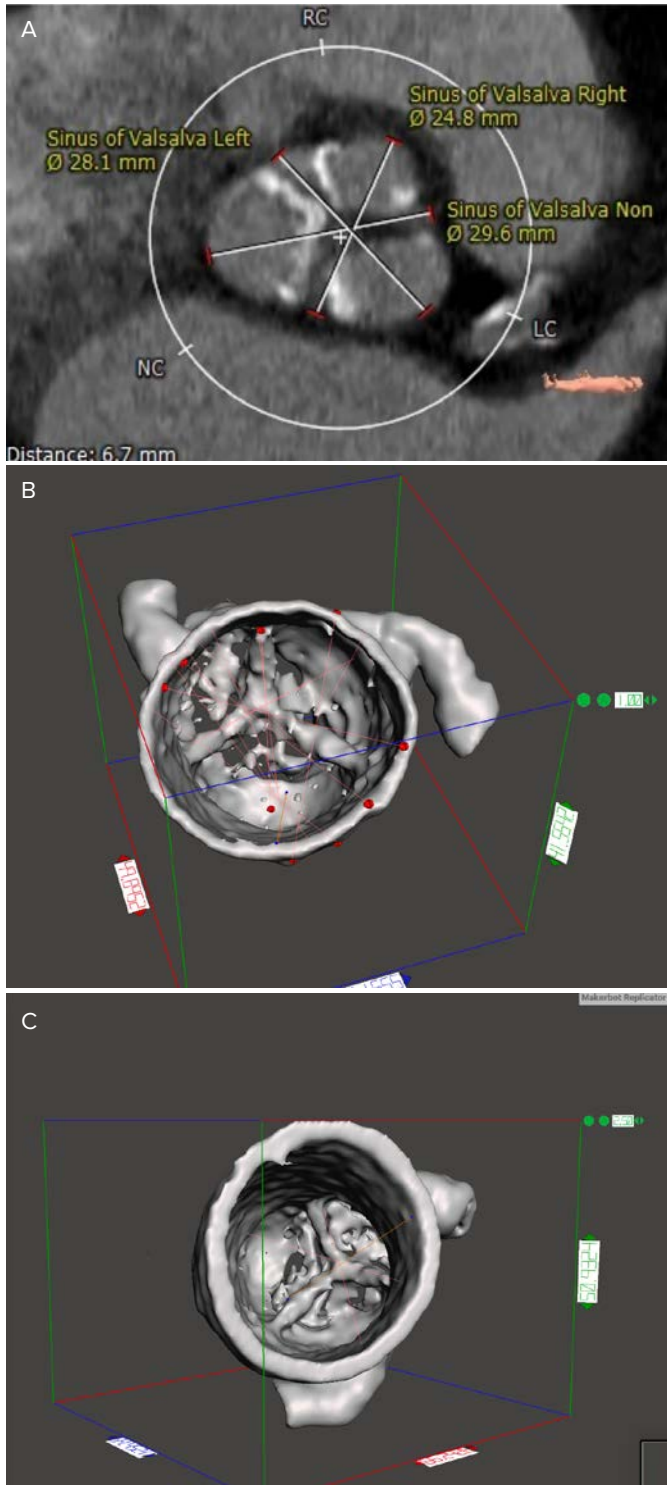 A
RC
Sinus of Valsalva Right
Ø 24.8 mm
Sinus of Valsalva Left
Ø 28.1 mm
Sinus of Valsalva Non
Ø 29.6 mm
LC
NC
Distance: 6.7 mm
B
1.00
C
Makerbot Replicator